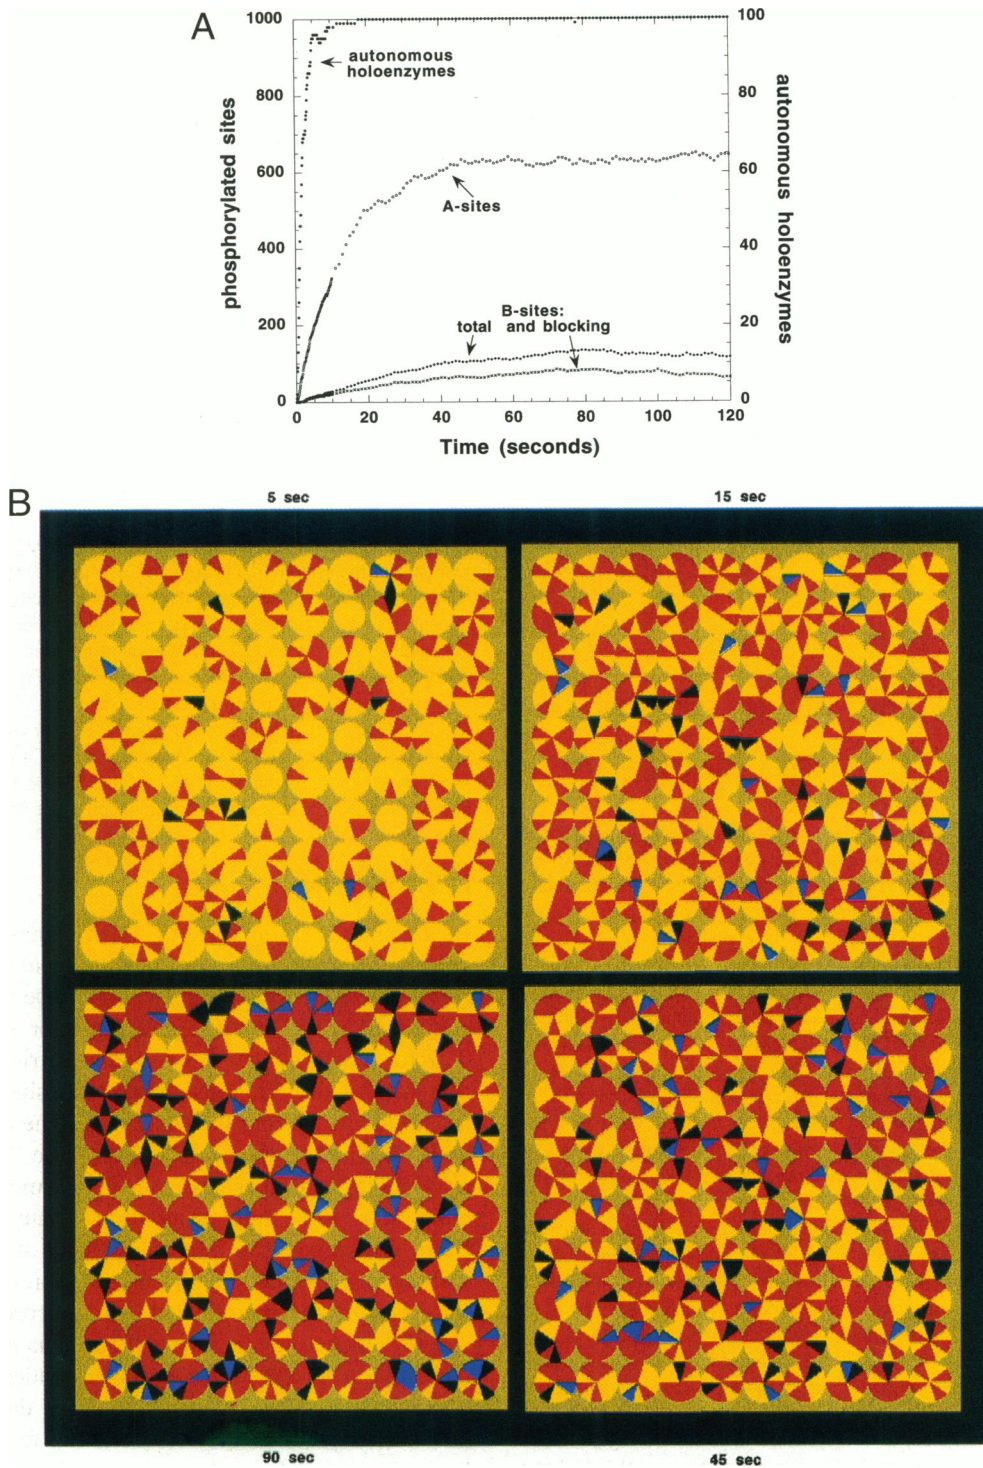 A
1000
800
600
400
200
0
phosphorylated sites
100
80
60
40
20
0
autonomous holoenzymes
autonomous
holoenzymes
A-sites
B-sites:
total and blocking
0 20 40 60 80 100 120
Time (seconds)
B
5 sec 15 sec
90 sec 45 sec